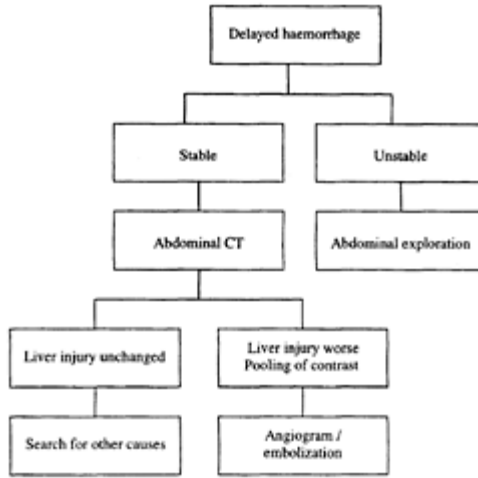 Delayed haemorrhage
Stable
Unstable
Abdominal CT
Abdominal exploration
Liver injury unchanged
Liver injury worse
Pooling of contrast
Search for other causes
Angiogram /
embolization